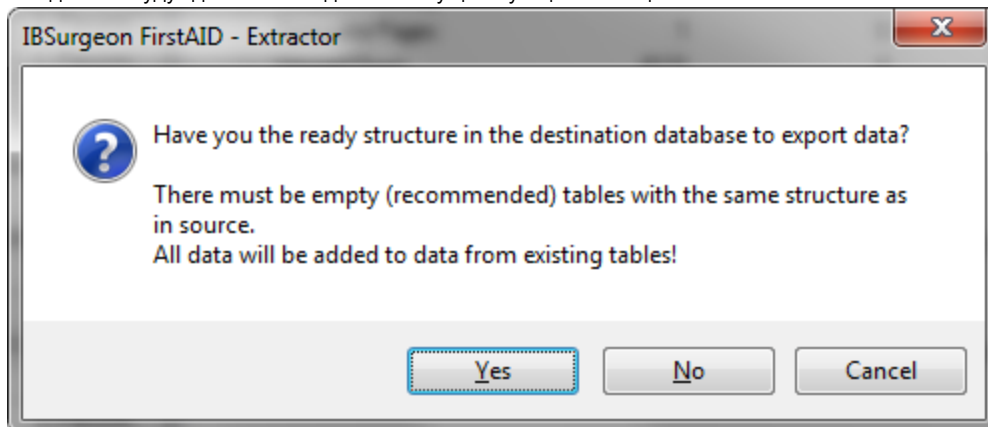 IBSurgeon FirstAID - Extractor
Have you the ready structure in the destination database to export data?
There must be empty (recommended) tables with the same structure as
in source.
All data will be added to data from existing tables!
Yes
No
Cancel